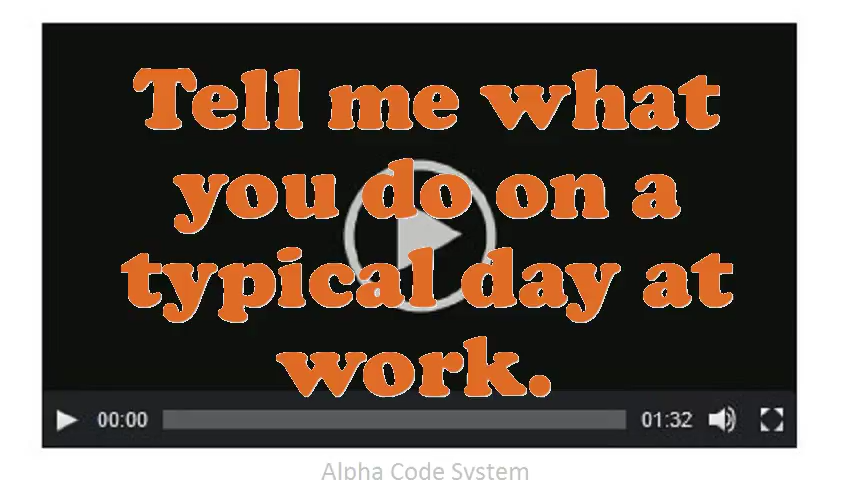 Tell me what
you do on a
typical day at
work.
00:00 01:32
Alpha Code System